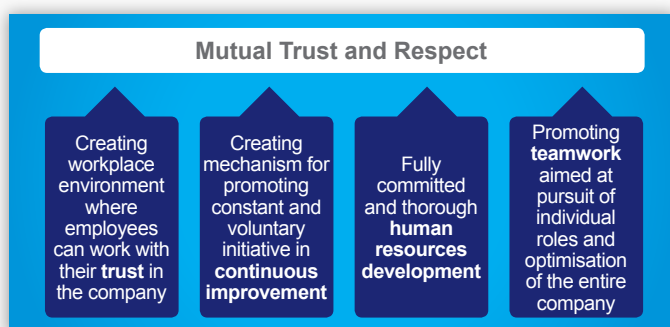 Mutual Trust and Respect
Creating
workplace
environment
where
employees
can work with
their trust in
the company
Creating
mechanism for
promoting
constant and
voluntary
initiative in
continuous
improvement
Fully
committed
and thorough
human
resources
development
Promoting
teamwork
aimed at
pursuit of
individual
roles and
optimisation
of the entire
company